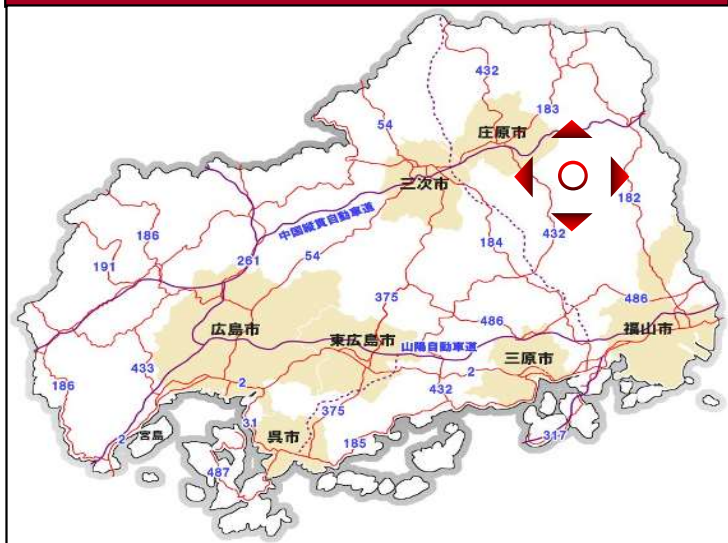 432
183
54
庄原市
三次市
182
186
中国縦貫自動車道
184
432
191
261
54
375
486
広島市
486
福山市
東広島市
山陽自動車道
三原市
433
186
2
2
432
31
375
2
宮島
呉市
185
317
487